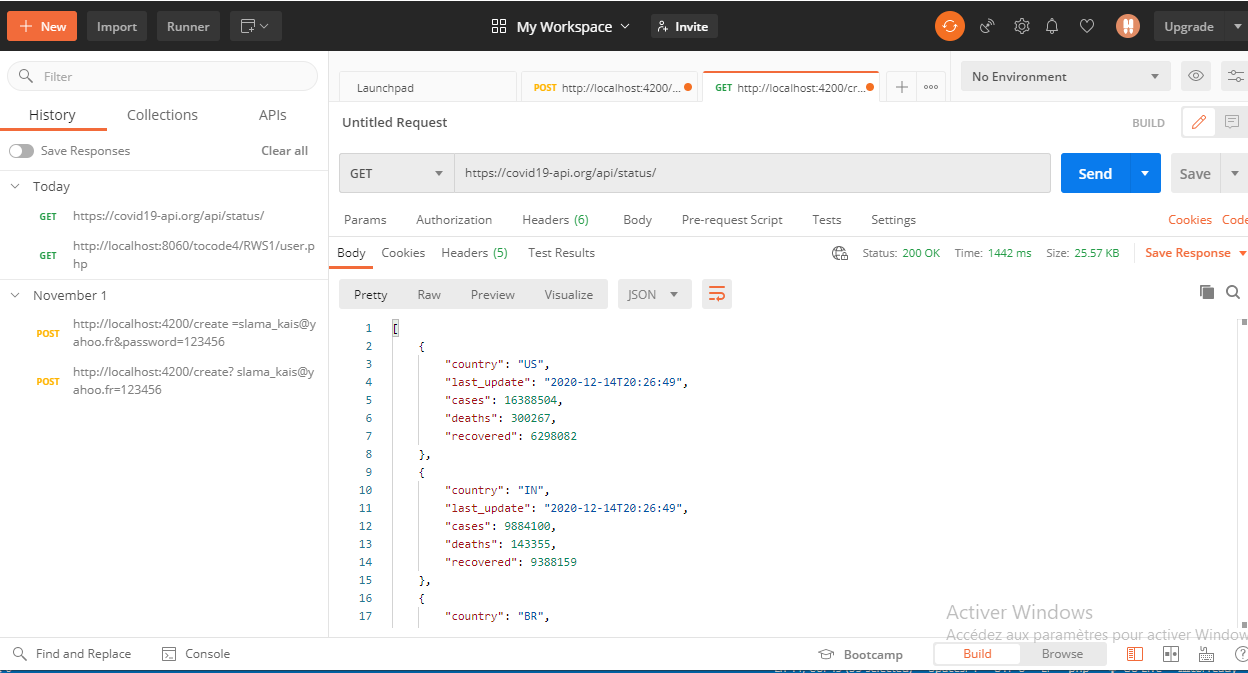 New Import Runner My Workspace Invite Upgrade
Filter
History Collections APIs
Save Responses Clear all
Today
GET https://covid19-api.org/api/status/
GET http://localhost:8060/tocode4/RWS1/user.p
hp
November 1
POST http://localhost:4200/create =slama_kais@y
ahoo.fr&password=123456
POST http://localhost:4200/create? slama_kais@y
ahoo.fr=123456
Launchpad POST http://localhost:4200/... GET http://localhost:4200/cr... No Environment
Untitled Request BUILD
GET https://covid19-api.org/api/status/ Send Save
Params Authorization Headers (6) Body Pre-request Script Tests Settings Cookies Code
Body Cookies Headers (5) Test Results Status: 200 OK Time: 1442 ms Size: 25.57 KB Save Response
Pretty Raw Preview Visualize JSON
1 [
2 {
3 "country": "US",
4 "last_update": "2020-12-14T20:26:49",
5 "cases": 16388504,
6 "deaths": 300267,
7 "recovered": 6298082
8 },
9 {
10 "country": "IN",
11 "last_update": "2020-12-14T20:26:49",
12 "cases": 9884100,
13 "deaths": 143355,
14 "recovered": 9388159
15 },
16 {
17 "country": "BR",
Activer Windows
Accédez aux paramètres pour activer Window
Find and Replace Console Bootcamp Build Browse